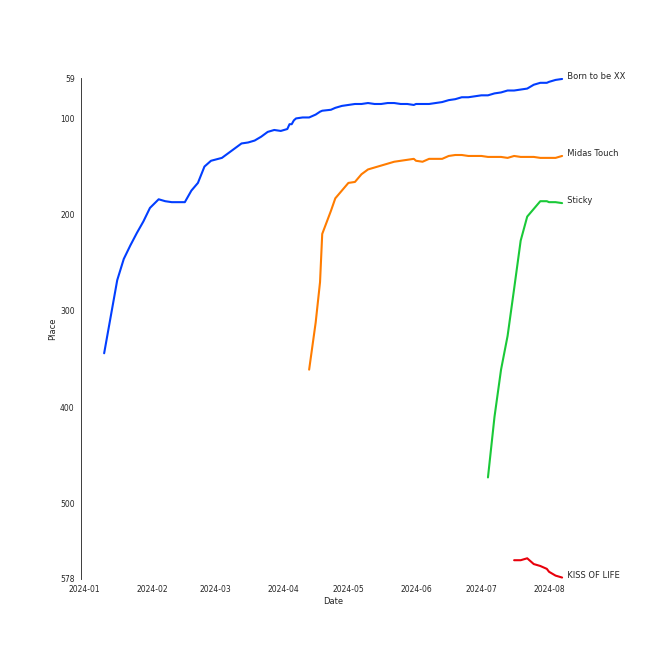 59
Born to be XX
100
Midas Touch
Sticky
200
300
Place
400
500
578
KISS OF LIFE
2024-01 2024-02 2024-03 2024-04 2024-05 2024-06 2024-07 2024-08
Date